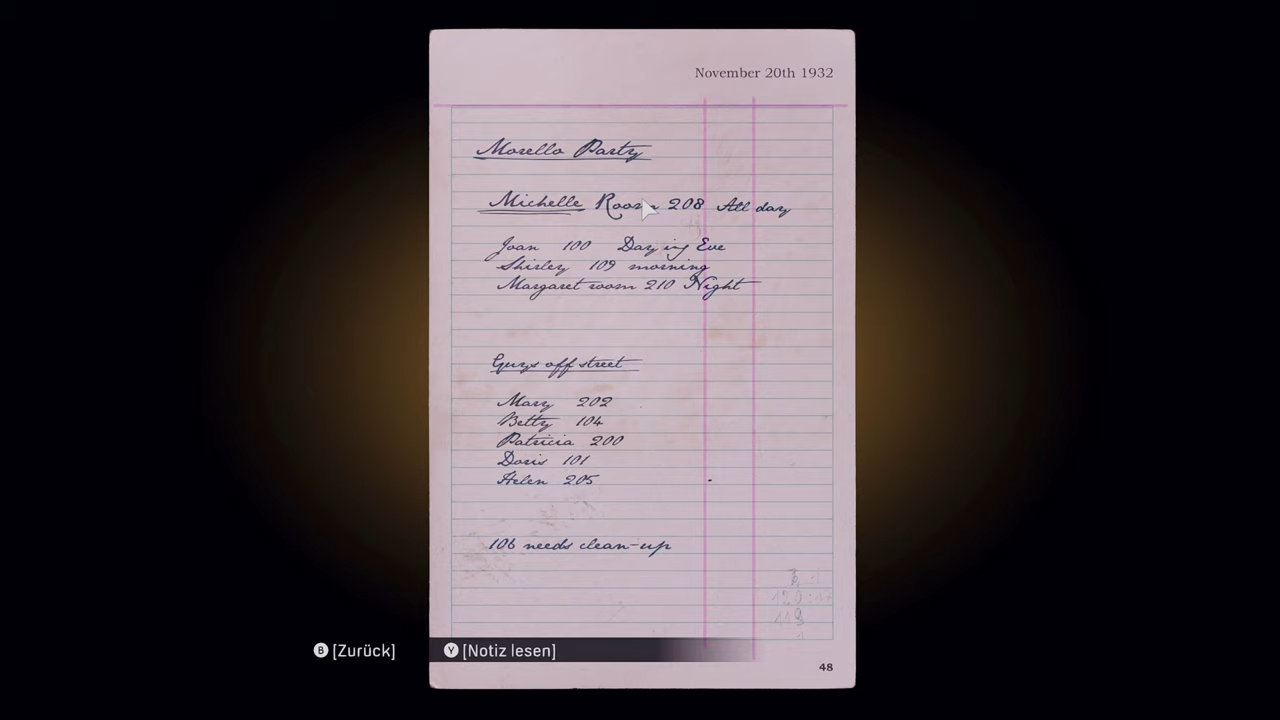 November 20th 1932
Morello Party
Michelle Room 208 All day
Joan 100 Day ing Eve
Shirley 109 morning
Margaret room 210 Night
Guys off street
Mary 202
Betty 104
Patricia 200
Doris 101
Helen 205
106 needs clean-up
B [Zurück]
Y [Notiz lesen]
48